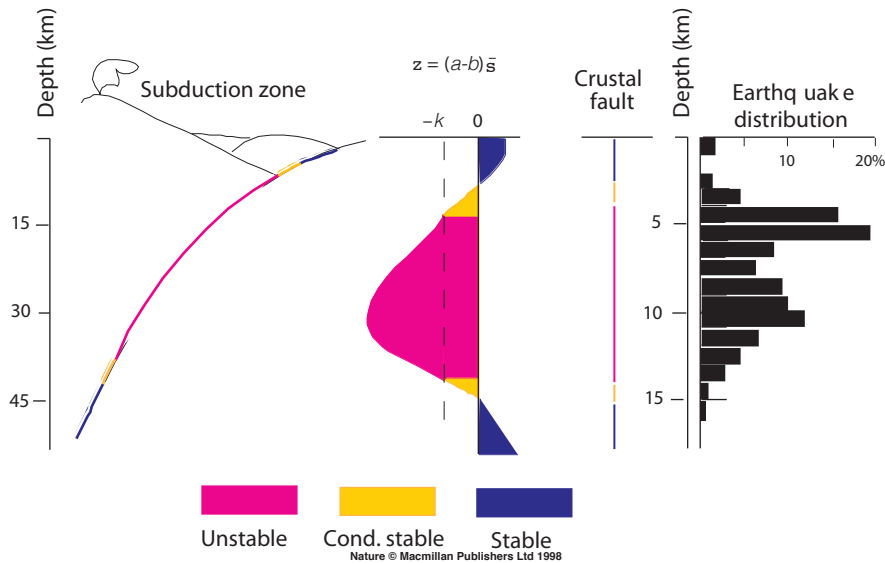 Depth (km)
15
30
45
Subduction zone
z = (a-b)s̄
–k 0
Crustal
fault
Depth (km)
5
10
15
Earthq uak e
distribution
10 20%
Unstable Cond. stable Stable
Nature © Macmillan Publishers Ltd 1998